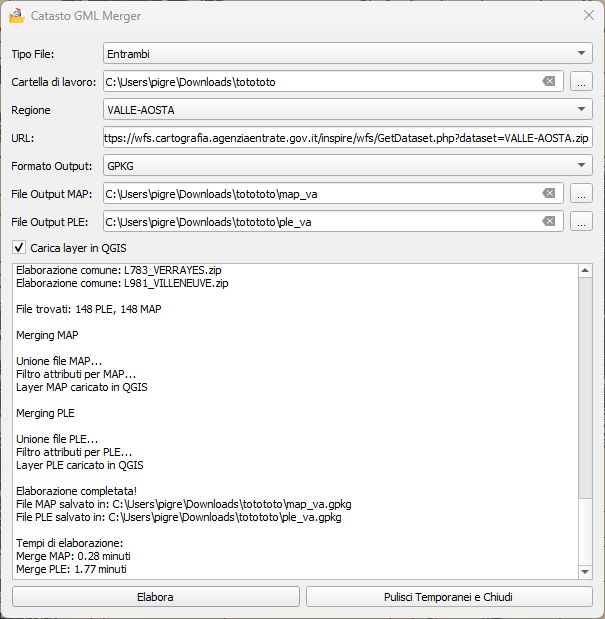 Catasto GML Merger
Tipo File: Entrambi
Cartella di lavoro: C:\Users\pigre\Downloads\totototo ...
Regione VALLE-AOSTA
URL: ttps://wfs.cartografia.agenziaentrate.gov.it/inspire/wfs/GetDataset.php?dataset=VALLE-AOSTA.zip
Formato Output: GPKG
File Output MAP: C:\Users\pigre\Downloads\totototo\map_va ...
File Output PLE: C:\Users\pigre\Downloads\totototo\ple_va ...
Carica layer in QGIS
Elaborazione comune: L783_VERRAYES.zip
Elaborazione comune: L981_VILLENEUVE.zip
File trovati: 148 PLE, 148 MAP
Merging MAP
Unione file MAP...
Filtro attributi per MAP...
Layer MAP caricato in QGIS
Merging PLE
Unione file PLE...
Filtro attributi per PLE...
Layer PLE caricato in QGIS
Elaborazione completata!
File MAP salvato in: C:\Users\pigre\Downloads\totototo\map_va.gpkg
File PLE salvato in: C:\Users\pigre\Downloads\totototo\ple_va.gpkg
Tempi di elaborazione:
Merge MAP: 0.28 minuti
Merge PLE: 1.77 minuti
Elabora Pulisci Temporanei e Chiudi